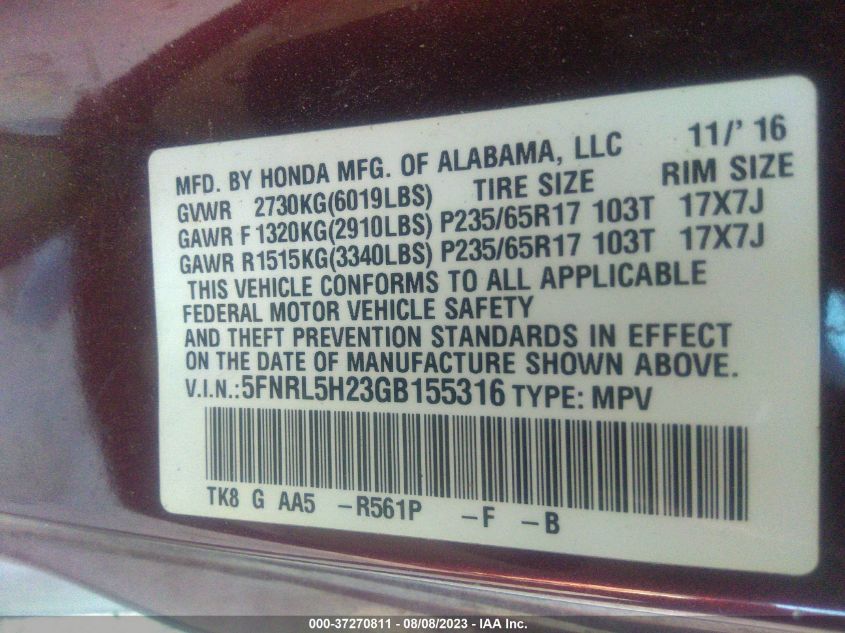 11/' 16
MFD. BY HONDA MFG. OF ALABAMA, LLC
TIRE SIZE RIM SIZE
GVWR 2730KG(6019LBS)
GAWR F 1320KG(2910LBS) P235/65R17 103T 17X7J
GAWR R1515KG(3340LBS) P235/65R17 103T 17X7J
THIS VEHICLE CONFORMS TO ALL APPLICABLE
FEDERAL MOTOR VEHICLE SAFETY
AND THEFT PREVENTION STANDARDS IN EFFECT
ON THE DATE OF MANUFACTURE SHOWN ABOVE.
V.I.N.:5FNRL5H23GB155316 TYPE: MPV
TK8 G AA5 –R561P –F –B
000-37270811 - 08/08/2023 - IAA Inc.